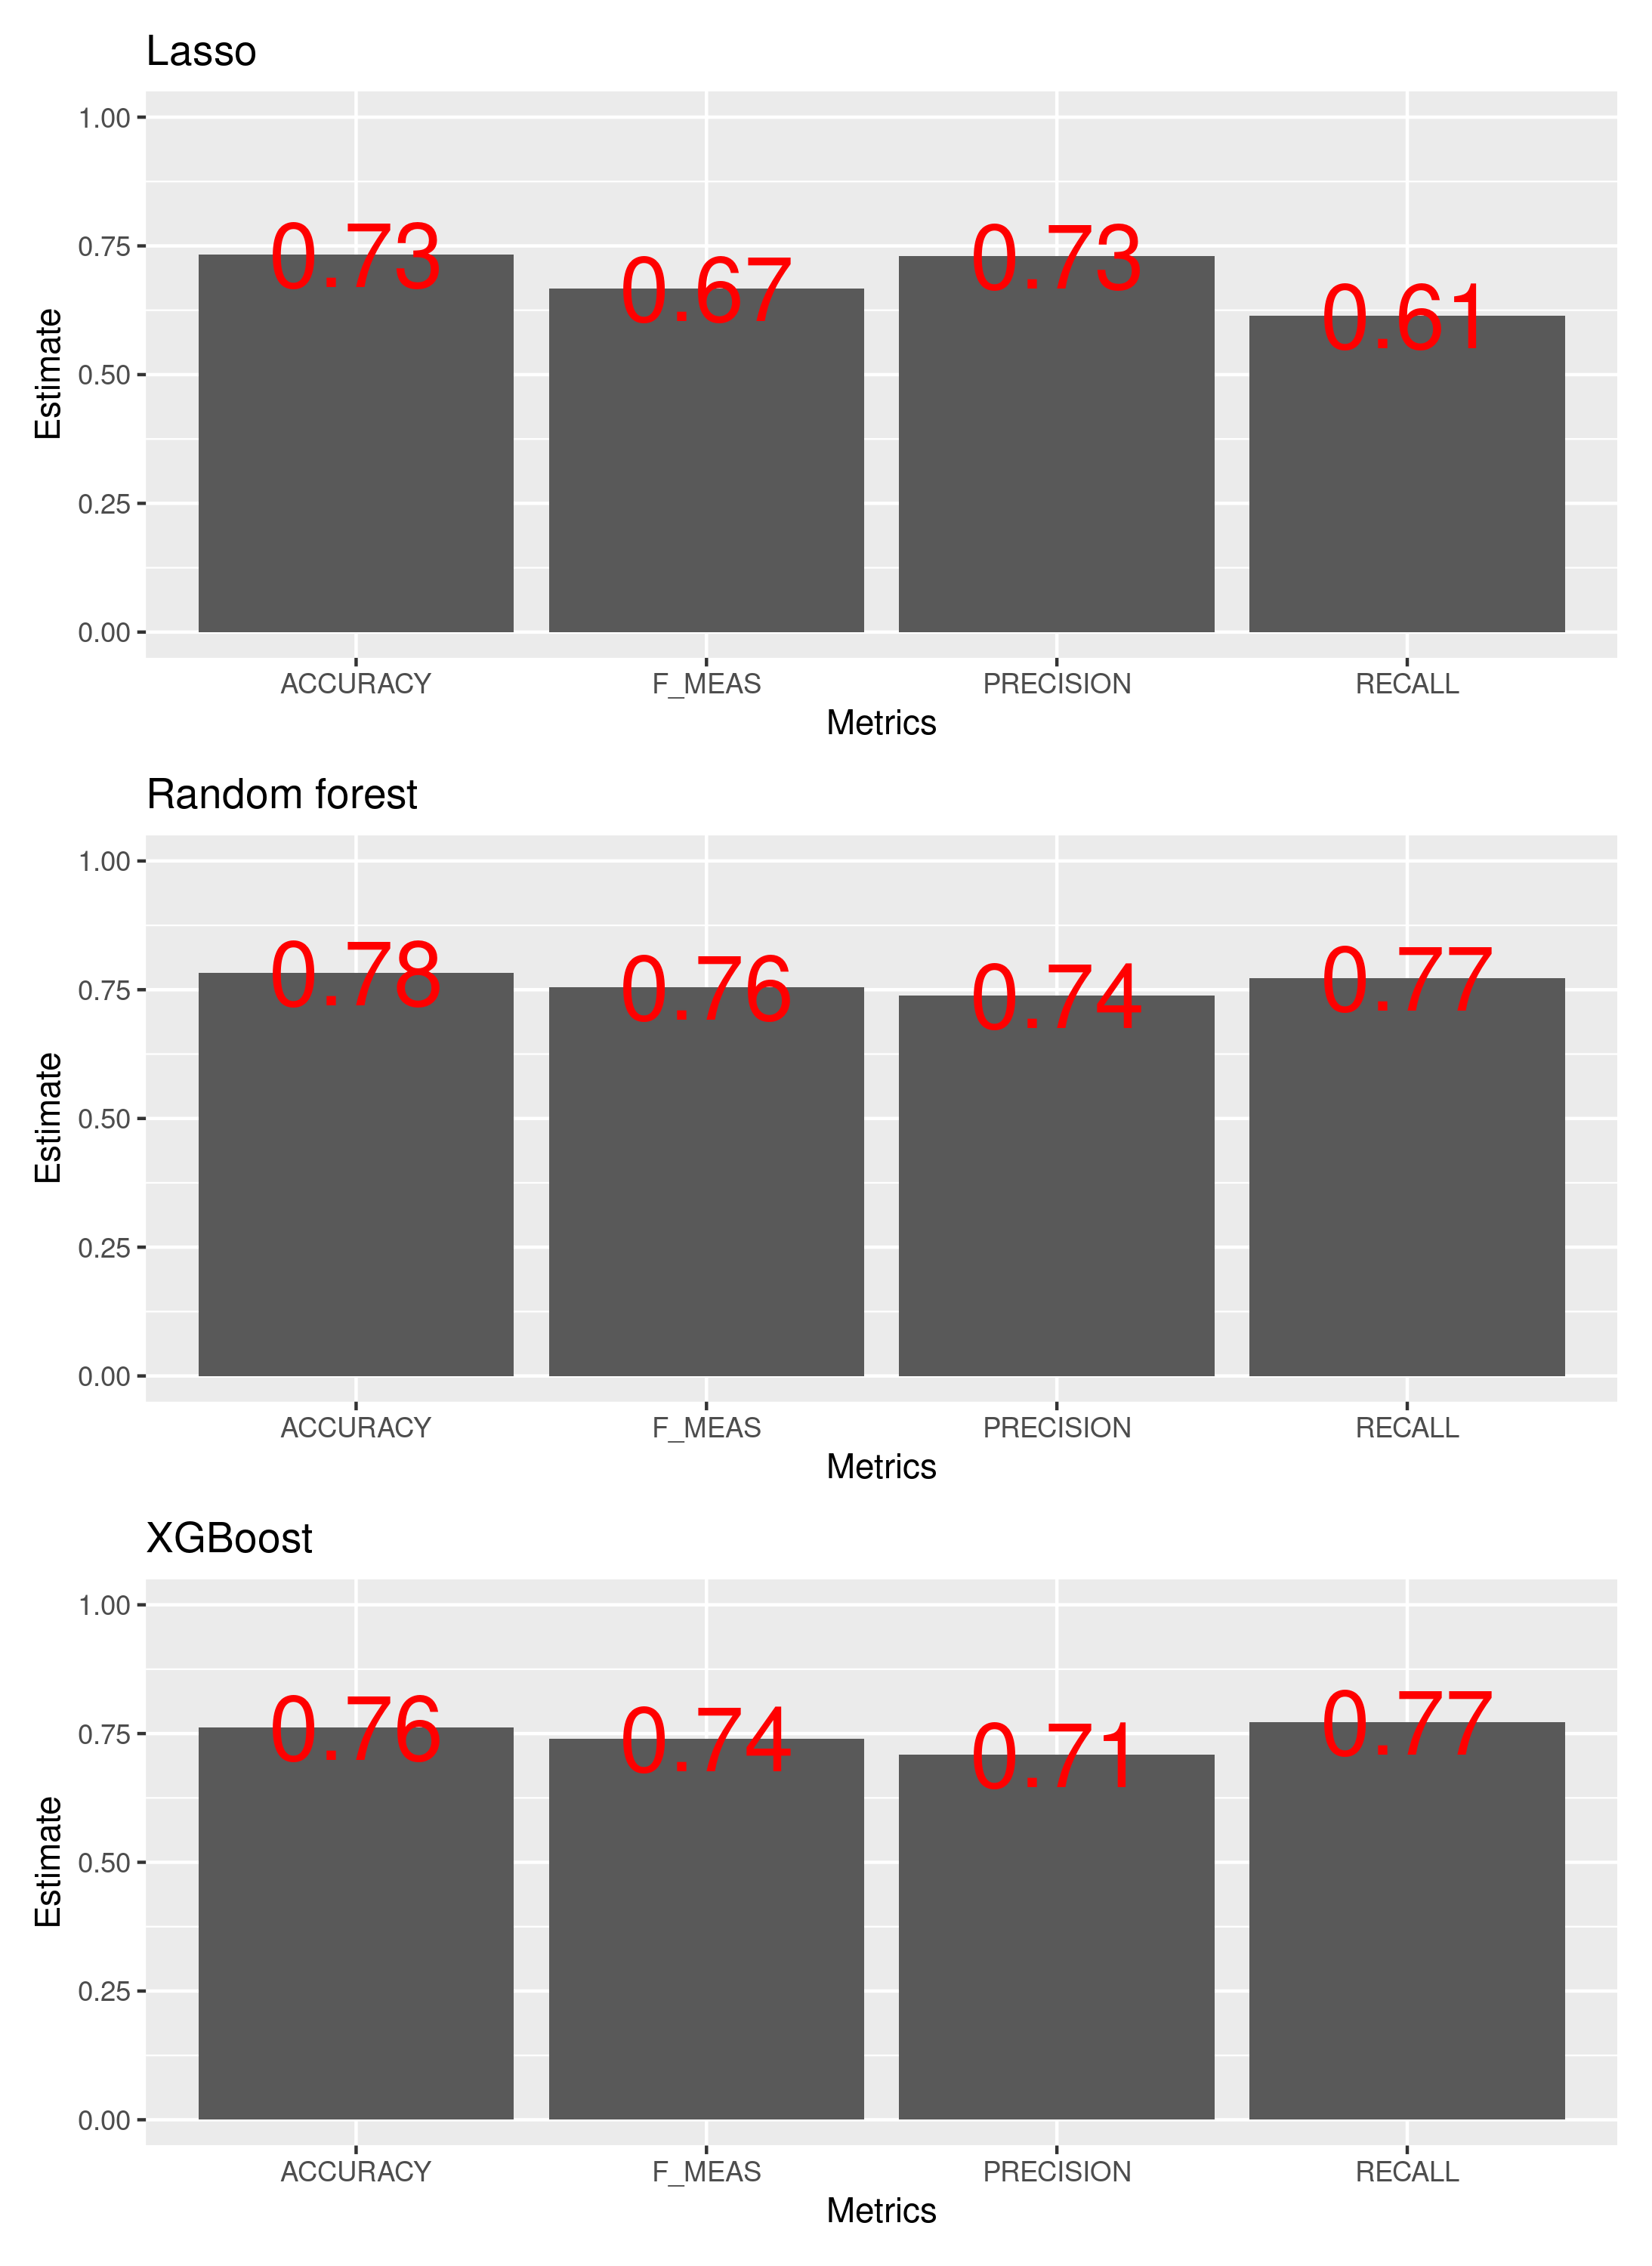 Lasso
1.00
0.75
0.50
0.25
0.00
Estimate
0.73 0.67 0.73 0.61
ACCURACY F_MEAS PRECISION RECALL
Metrics
Random forest
1.00
0.75
0.50
0.25
0.00
Estimate
0.78 0.76 0.74 0.77
ACCURACY F_MEAS PRECISION RECALL
Metrics
XGBoost
1.00
0.75
0.50
0.25
0.00
Estimate
0.76 0.74 0.71 0.77
ACCURACY F_MEAS PRECISION RECALL
Metrics